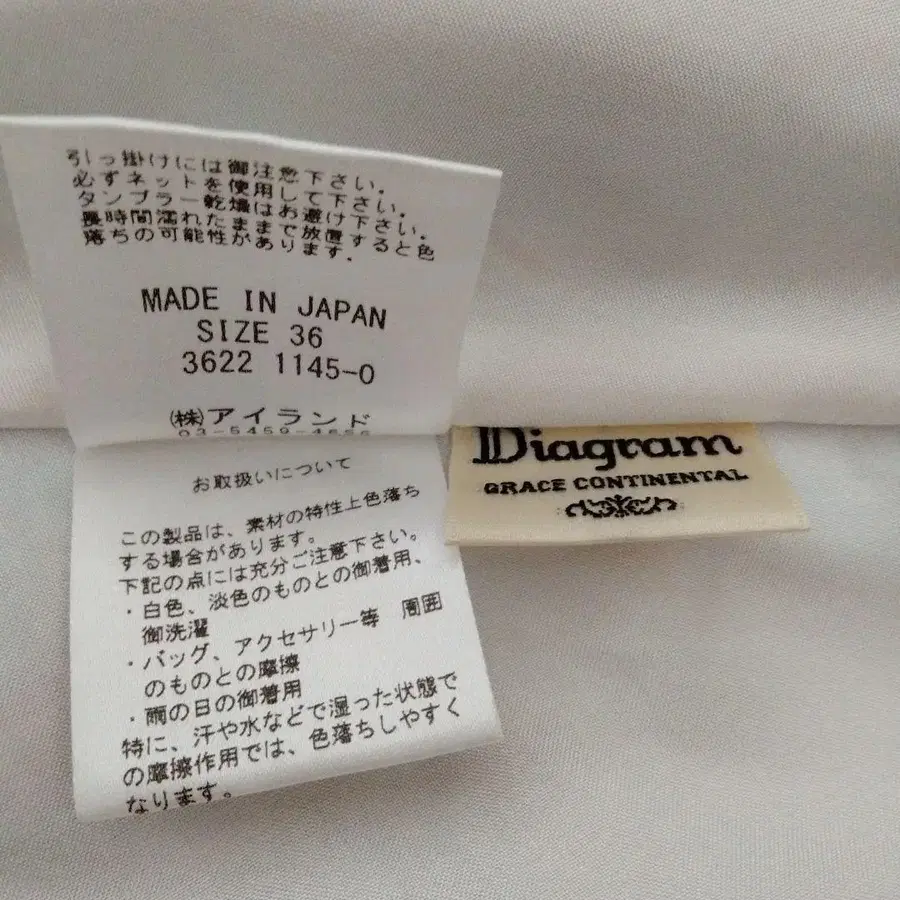 引っ掛けには御注意下さい.
必ずネットを使用して下さい.
タンブラー乾燥はお避け下さい.
長時間濡れたままで放置すると色
落ちの可能性があります.
MADE IN JAPAN
SIZE 36
3622 1145-0
㈱アイランド
お取扱いについて
この製品は、素材の特性上色落ち
する場合があります。
下記の点には充分ご注意下さい。
・白色、淡色のものとの御着用、
御洗濯
・バッグ、アクセサリー等 周囲
のものとの摩擦
・雨の日の御着用
特に、汗や水などで湿った状態で
の摩擦作用では、色落ちしやすく
なります。
Diagram
GRACE CONTINENTAL